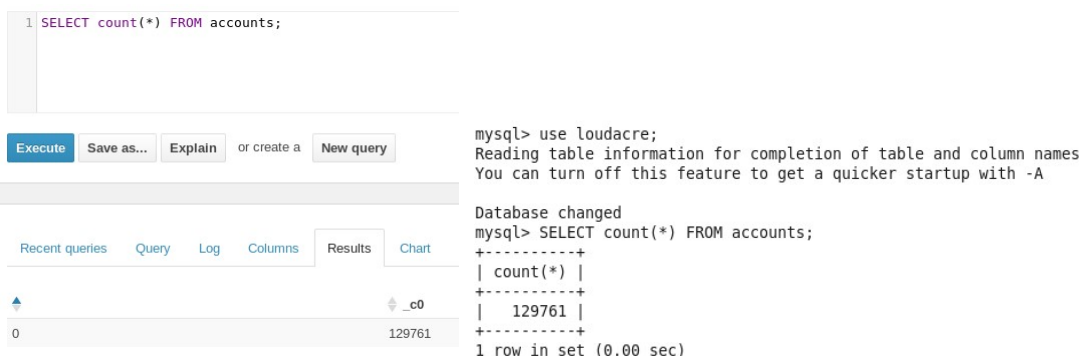 1 SELECT count(*) FROM accounts;
Execute Save as... Explain or create a New query
Recent queries Query Log Columns Results Chart
_c0
0 129761
mysql> use loudacre;
Reading table information for completion of table and column names
You can turn off this feature to get a quicker startup with -A
Database changed
mysql> SELECT count(*) FROM accounts;
+----------+
| count(*) |
+----------+
|   129761 |
+----------+
1 row in set (0.00 sec)